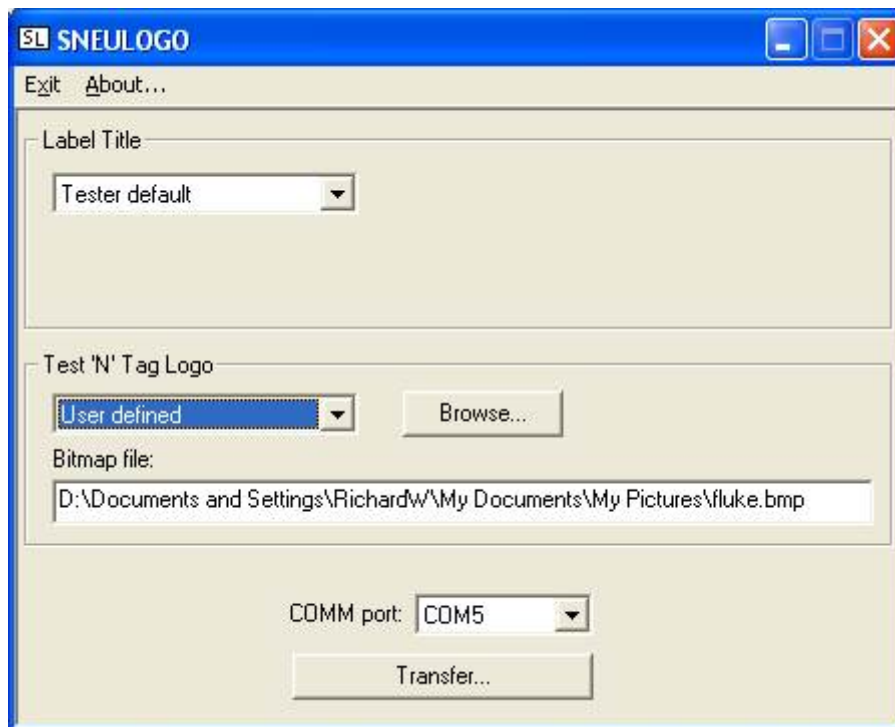 SL SNEULOGO
Exit About...
Label Title
Tester default
Test 'N' Tag Logo
User defined Browse...
Bitmap file:
D:\Documents and Settings\RichardW\My Documents\My Pictures\fluke.bmp
COMM port: COM5
Transfer...